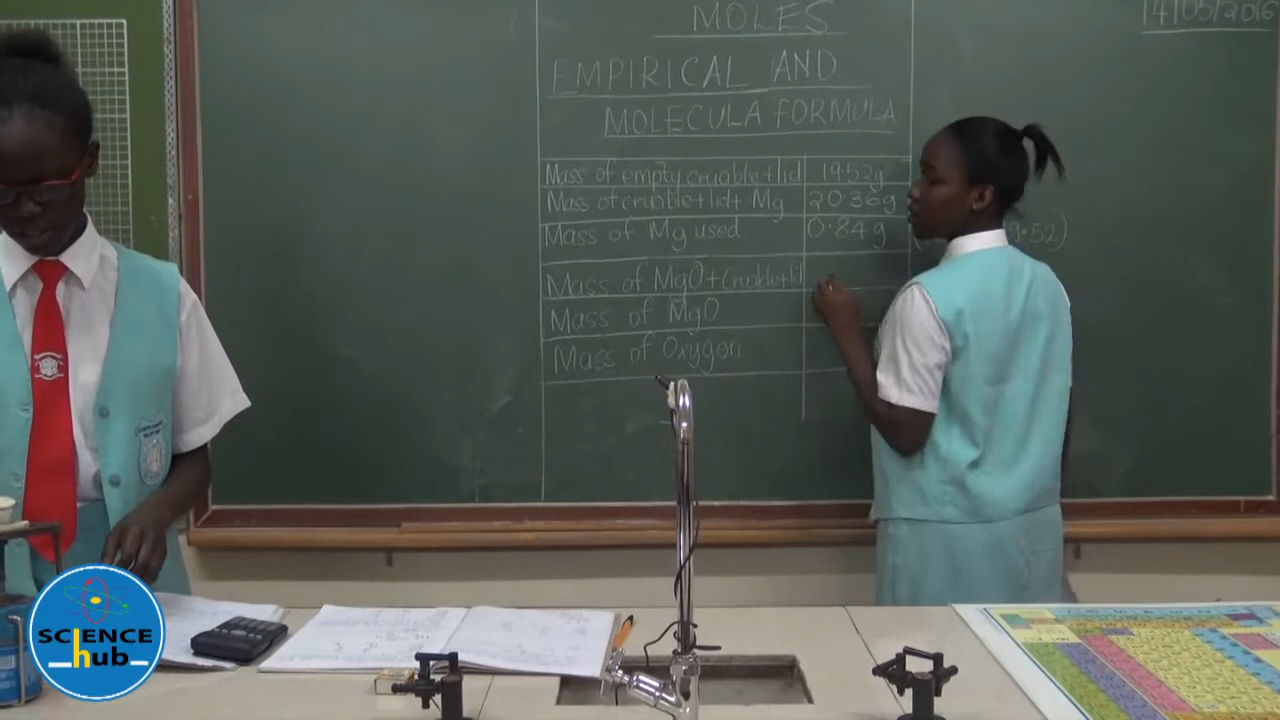 MOLES
14/05/2016
EMPIRICAL AND
MOLECULA FORMULA
Mass of empty crucible+lid 19.52g
Mass of crucible+lid+ Mg 20.36g
Mass of Mg used 0.84g ( 9.52)
Mass of MgO+Crucible+lid
Mass of MgO
Mass of Oxygen
SCIENCE
hub